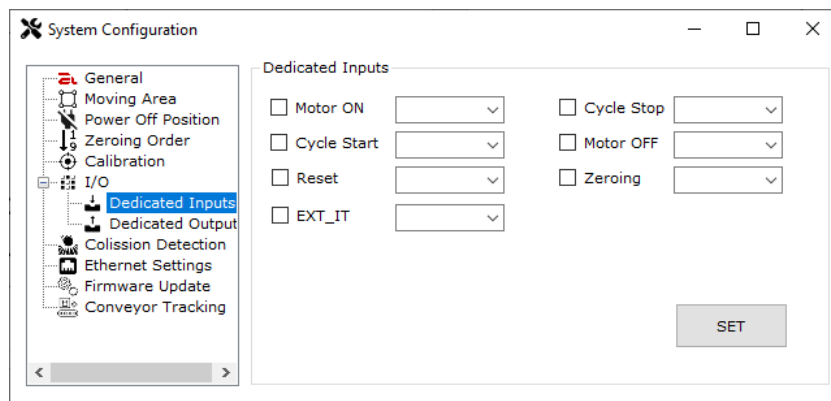 System Configuration
General
Moving Area
Power Off Position
Zeroing Order
Calibration
I/O
Dedicated Inputs
Dedicated Output
Colission Detection
Ethernet Settings
Firmware Update
Conveyor Tracking
Dedicated Inputs
Motor ON
Cycle Stop
Cycle Start
Motor OFF
Reset
Zeroing
EXT_IT
SET